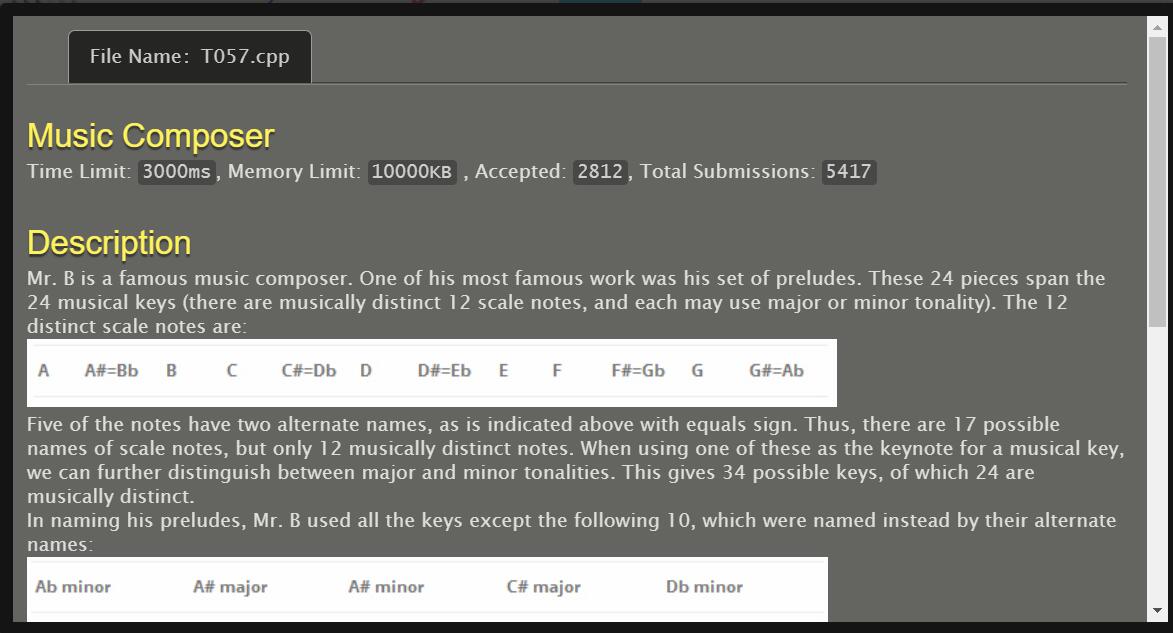 File Name: T057.cpp
Music Composer
Time Limit: 3000ms, Memory Limit: 10000KB , Accepted: 2812, Total Submissions: 5417
Description
Mr. B is a famous music composer. One of his most famous work was his set of preludes. These 24 pieces span the
24 musical keys (there are musically distinct 12 scale notes, and each may use major or minor tonality). The 12
distinct scale notes are:
A A#=Bb B C C#=Db D D#=Eb E F F#=Gb G G#=Ab
Five of the notes have two alternate names, as is indicated above with equals sign. Thus, there are 17 possible
names of scale notes, but only 12 musically distinct notes. When using one of these as the keynote for a musical key,
we can further distinguish between major and minor tonalities. This gives 34 possible keys, of which 24 are
musically distinct.
In naming his preludes, Mr. B used all the keys except the following 10, which were named instead by their alternate
names:
Ab minor A# major A# minor C# major Db minor